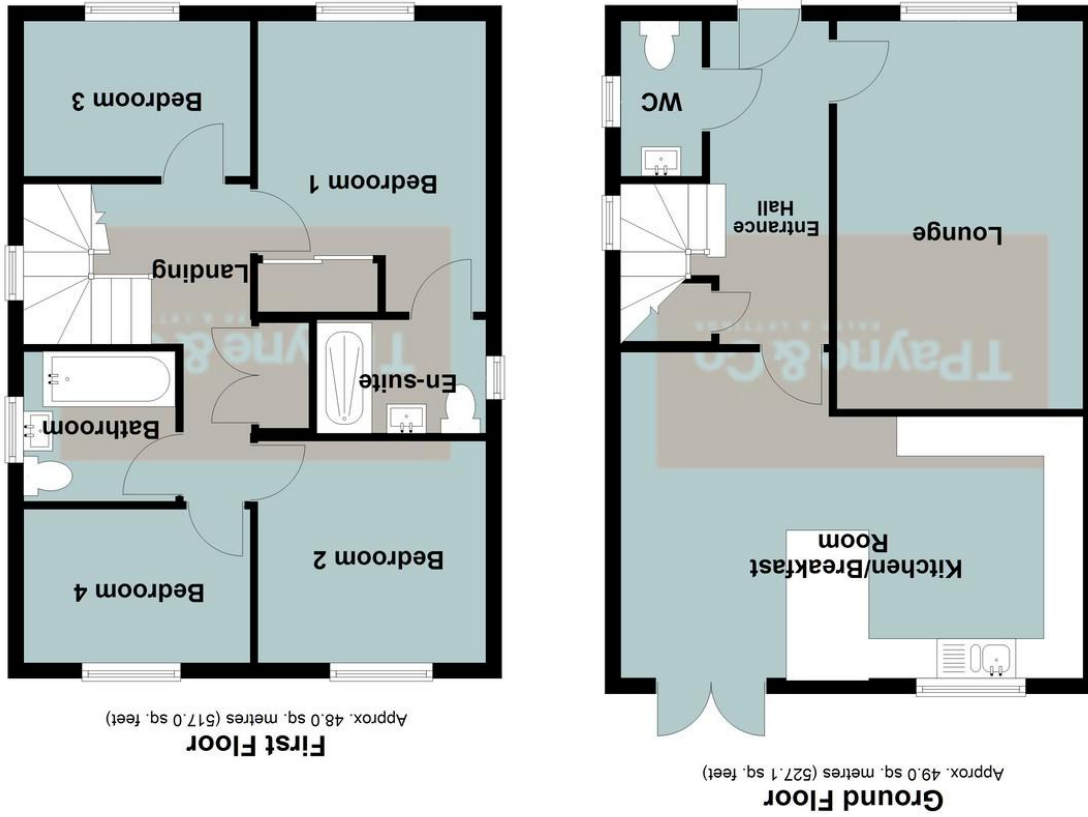 Ground Floor
Approx. 49.0 sq. metres (527.1 sq. feet)
Kitchen/Breakfast
Room
Lounge
Entrance
Hall
WC
TPayne & Co
SALES & LETTINGS
First Floor
Approx. 48.0 sq. metres (517.0 sq. feet)
Bedroom 2
Bedroom 4
Bathroom
En-suite
Landing
Bedroom 1
Bedroom 3